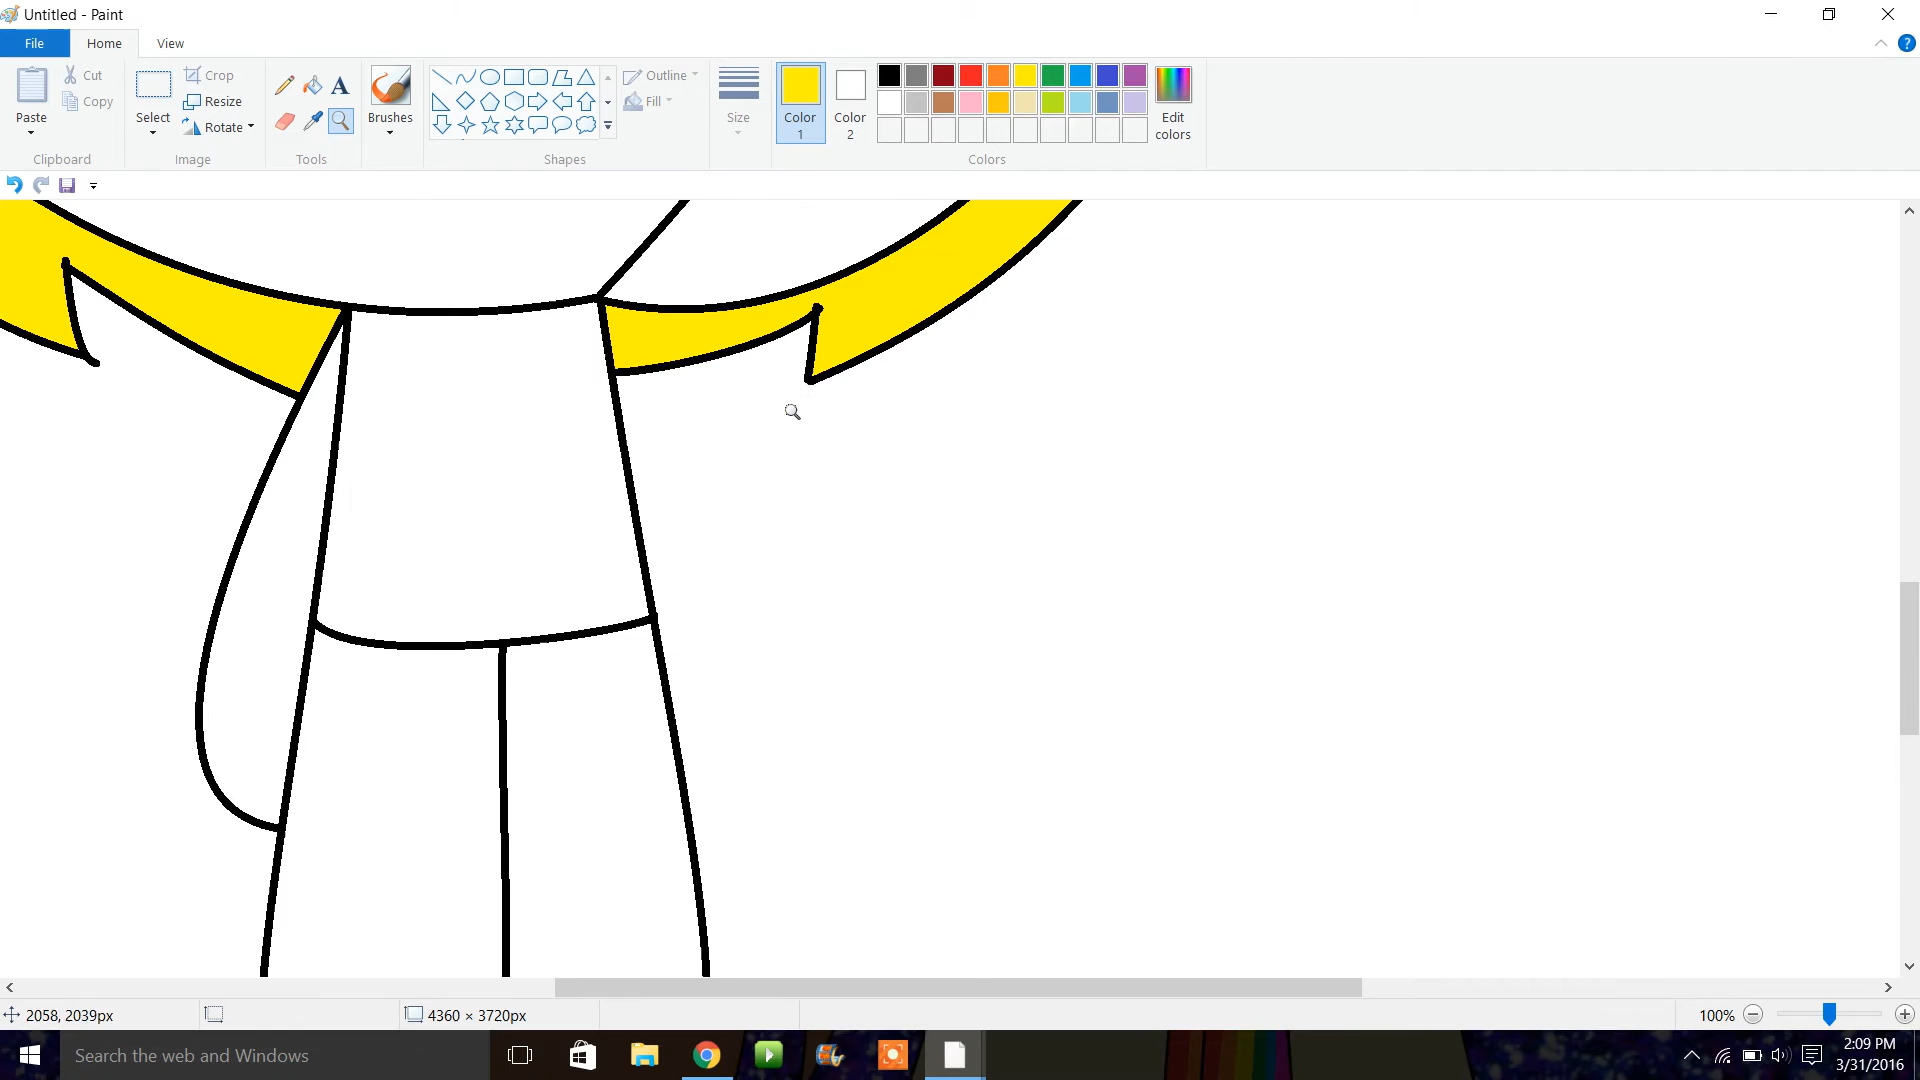 Untitled - Paint
File Home View
Paste
Cut
Copy
Clipboard
Select
Crop
Resize
Rotate
Image
A
Tools
Brushes
Outline
Fill
Shapes
Size
Color 1
Color 2
Edit colors
Colors
2058, 2039px
4360 × 3720px
100%
Search the web and Windows
2:09 PM
3/31/2016